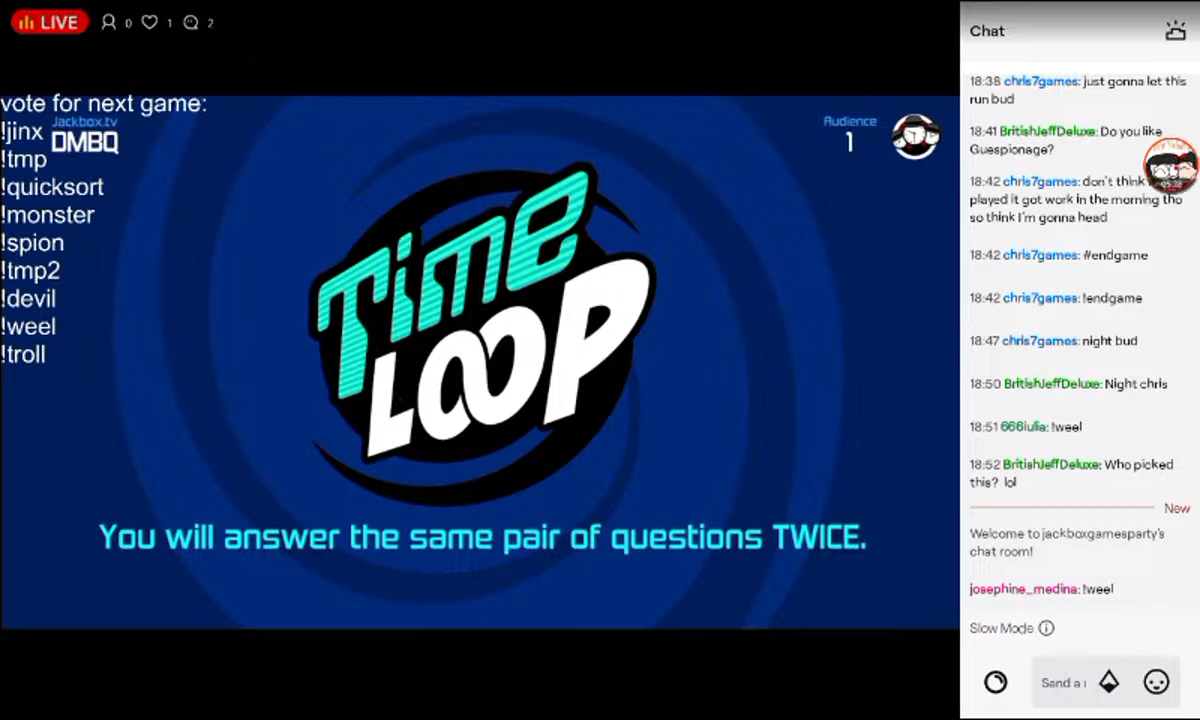 LIVE 0 1 2
vote for next game:
!jinx
!tmp
!quicksort
!monster
!spion
!tmp2
!devil
!weel
!troll
Jackbox.tv
DMBQ
Audience
1
Time
LOOP
You will answer the same pair of questions TWICE.
Chat
18:38 chris7games: just gonna let this
run bud
18:41 BritishJeffDeluxe: Do you like
Guespionage?
18:42 chris7games: don't think
played it got work in the morning tho
so think I'm gonna head
18:42 chris7games: #endgame
18:42 chris7games: !endgame
18:47 chris7games: night bud
18:50 BritishJeffDeluxe: Night chris
18:51 666iulia: !weel
18:52 BritishJeffDeluxe: Who picked
this? lol
New
Welcome to jackboxgamesparty's
chat room!
josephine_medina: !weel
Slow Mode
Send a